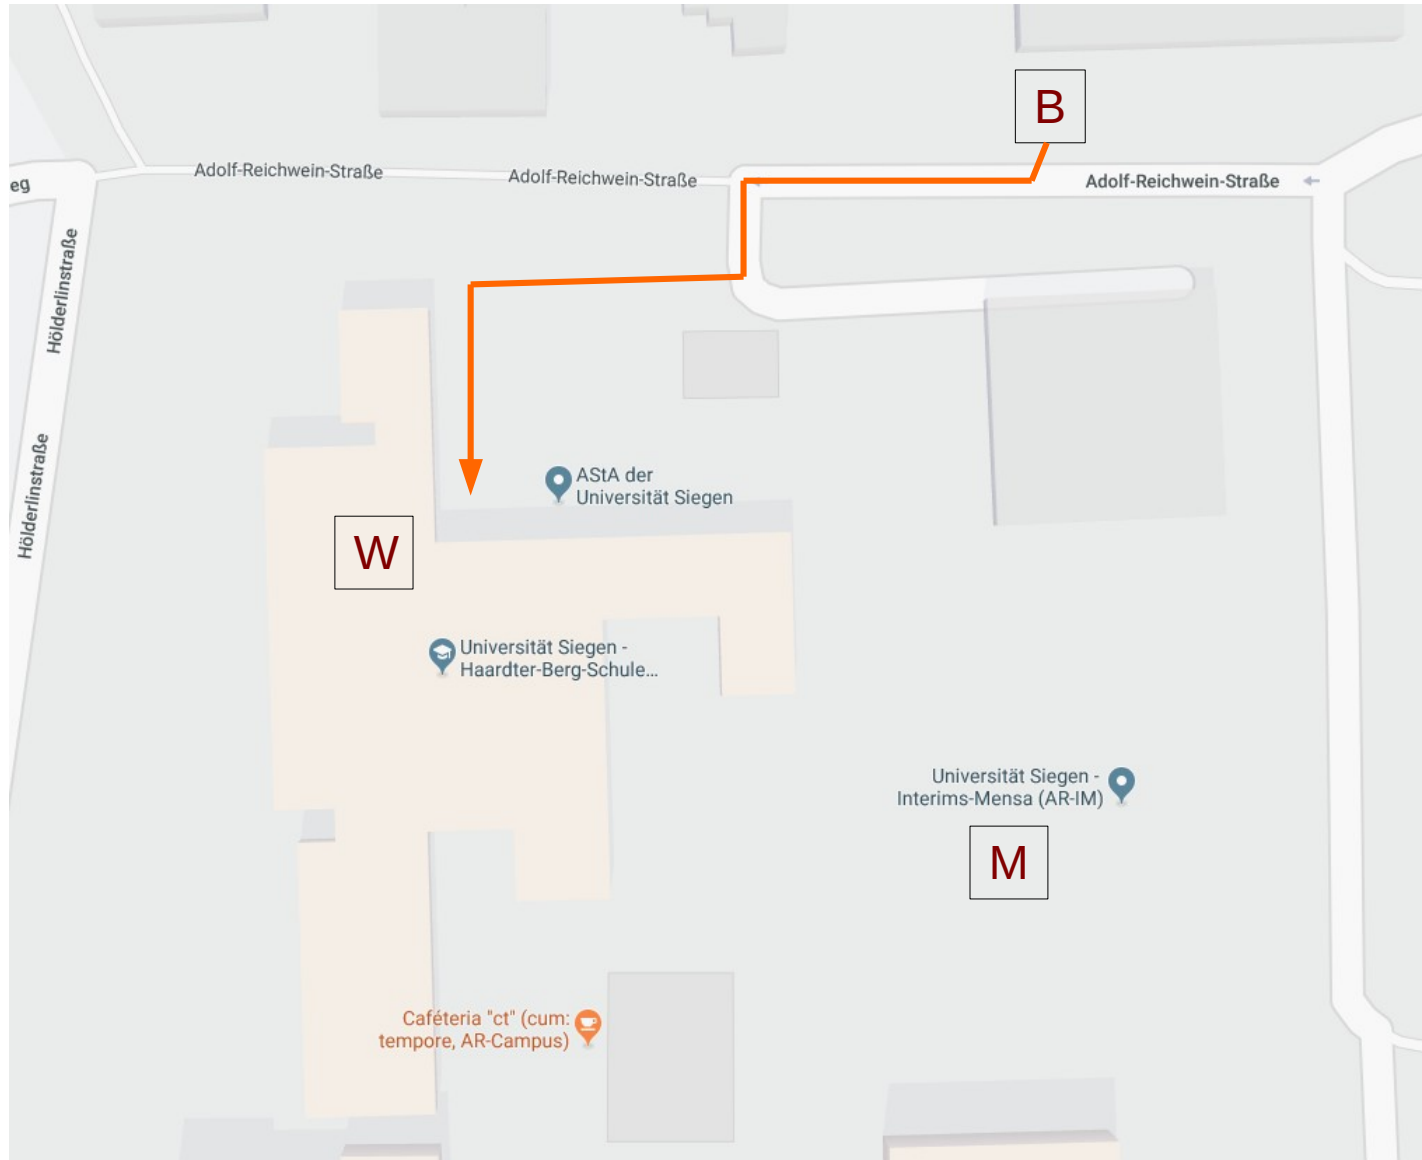 B
eg
Adolf-Reichwein-Straße
Adolf-Reichwein-Straße
Adolf-Reichwein-Straße
Hölderlinstraße
Hölderlinstraße
AStA der
Universität Siegen
W
Universität Siegen -
Haardter-Berg-Schule...
Universität Siegen -
Interims-Mensa (AR-IM)
M
Caféteria "ct" (cum:
tempore, AR-Campus)